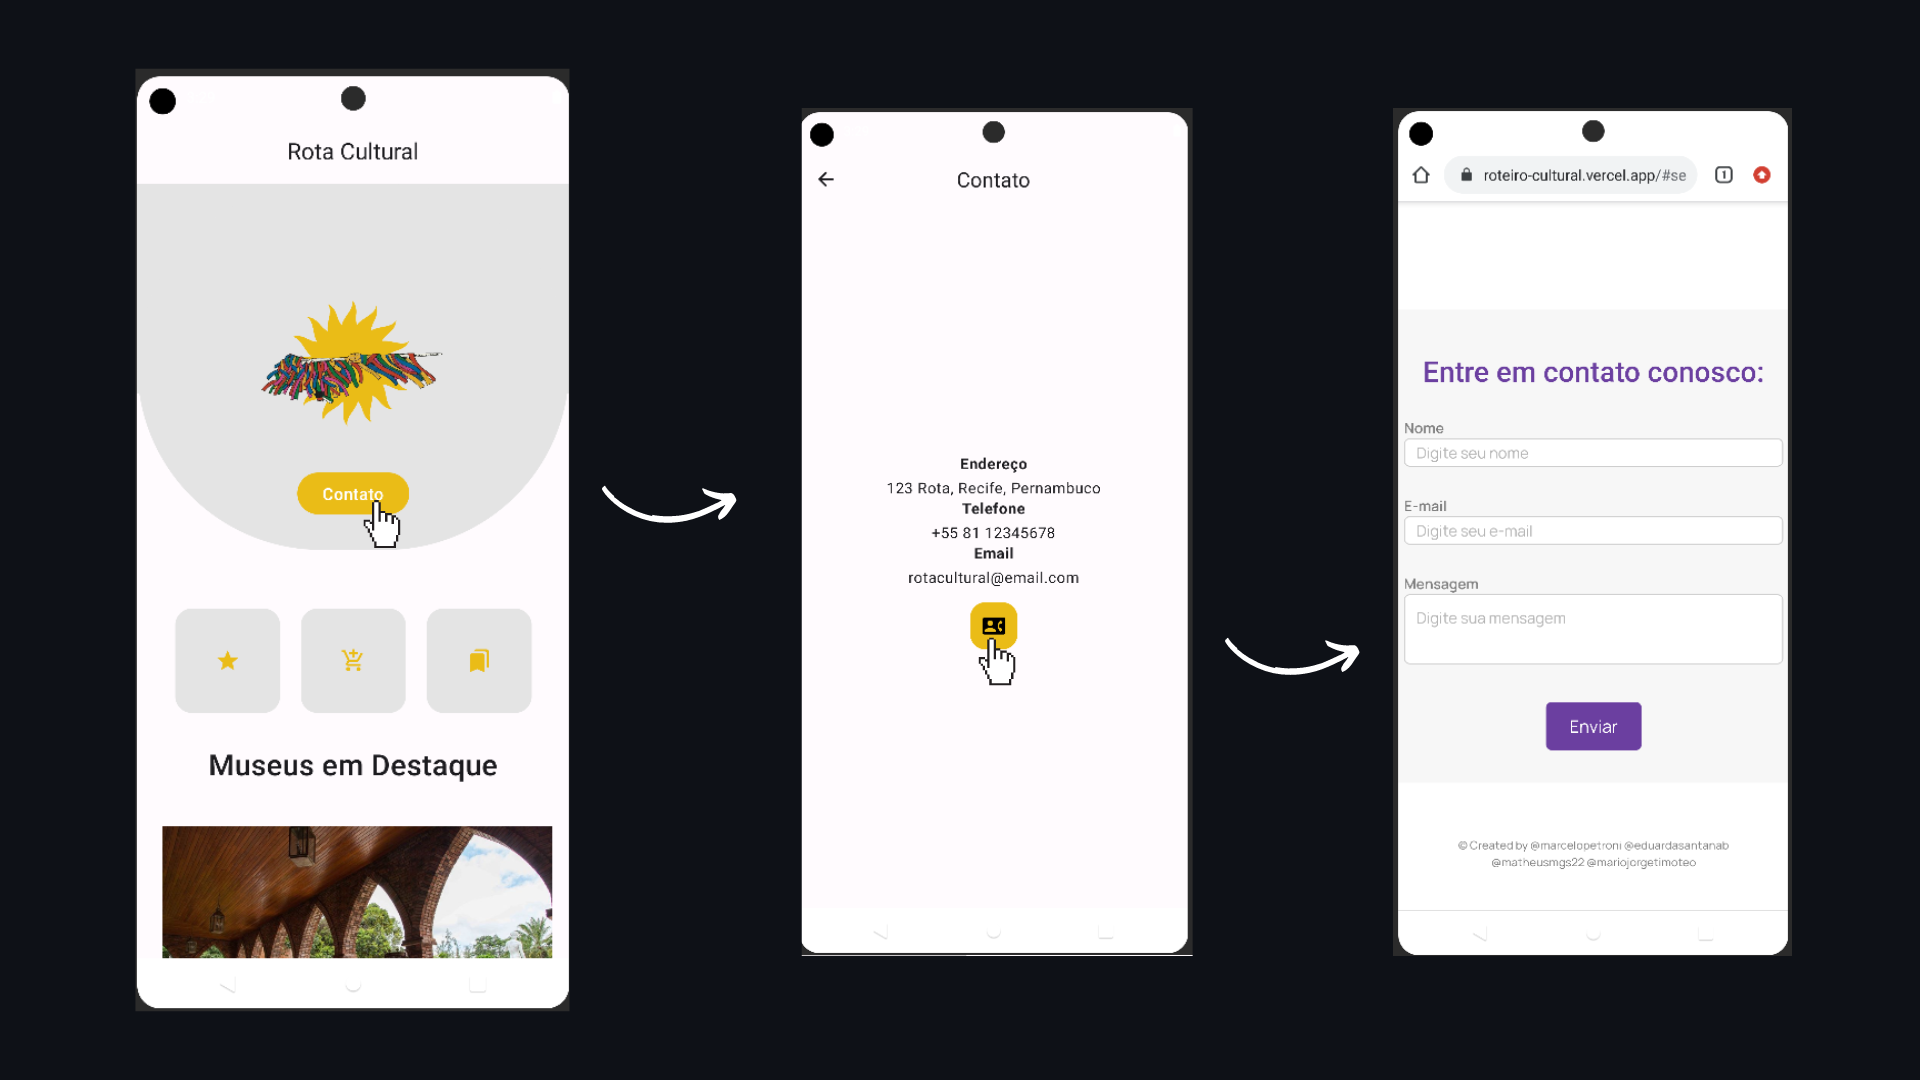 Rota Cultural
Contato
Museus em Destaque
Contato
Endereço
123 Rota, Recife, Pernambuco
Telefone
+55 81 12345678
Email
rotacultural@email.com
roteiro-cultural.vercel.app/#se
1
Entre em contato conosco:
Nome
Digite seu nome
E-mail
Digite seu e-mail
Mensagem
Digite sua mensagem
Enviar
© Created by @marcelopetroni @eduardasantanab
@matheusmgs22 @mariojorgetimoteo